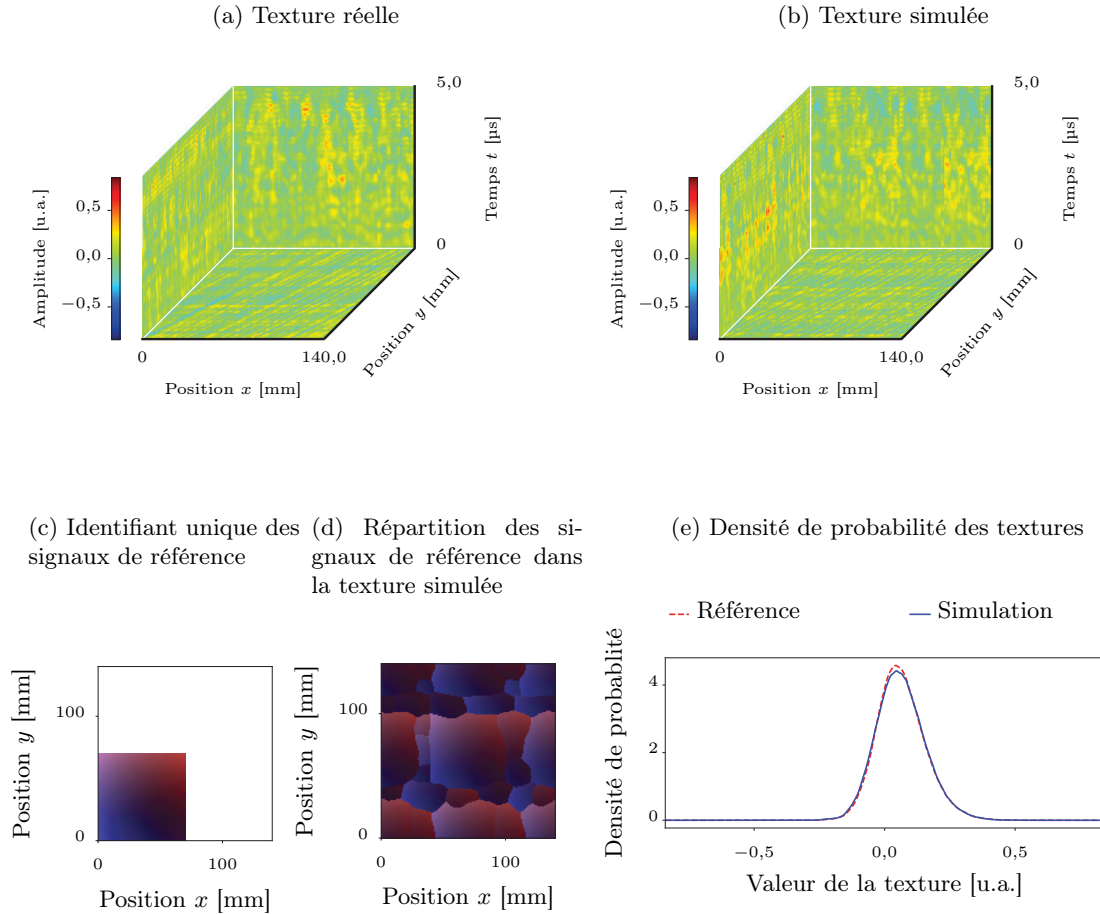 (a) Texture réelle
(b) Texture simulée
5,0
0
Temps t [µs]
Amplitude [u.a.]
0,5
0.0
−0,5
0
140,0
Position x [mm]
Position y [mm]
5,0
0
Temps t [µs]
Amplitude [u.a.]
0,5
0.0
−0,5
0
140,0
Position x [mm]
Position y [mm]
(c) Identifiant unique des
signaux de référence
(d) Répartition des si-
gnaux de référence dans
la texture simulée
(e) Densité de probabilité des textures
Position y [mm]
100
0
0
100
Position x [mm]
Position y [mm]
100
0
0
100
Position x [mm]
Référence
Simulation
Densité de probablité
4
2
0
−0,5
0,0
0,5
Valeur de la texture [u.a.]